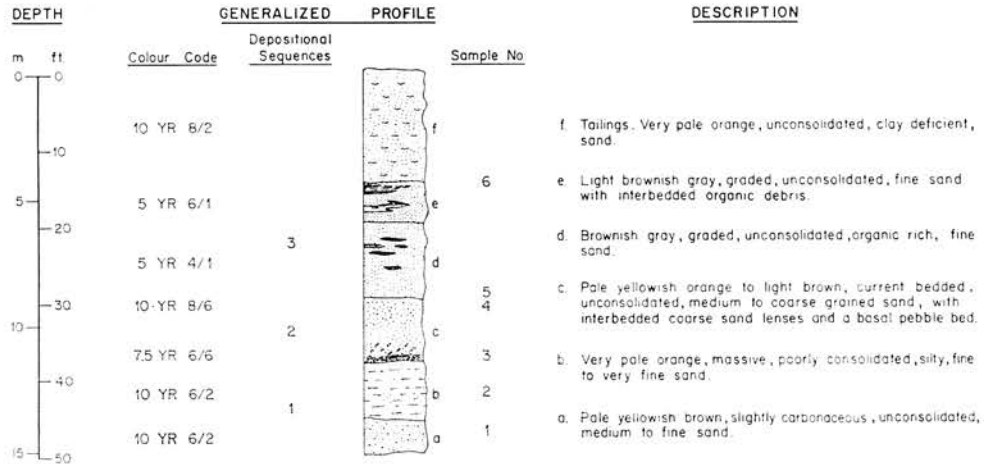 DEPTH
GENERALIZED PROFILE
DESCRIPTION
m ft.
Colour Code
Depositional
Sequences
Sample No
0 0
10 YR 8/2
f
f. Tailings. Very pale orange, unconsolidated, clay deficient,
sand.
10
6
e. Light brownish gray, graded, unconsolidated, fine sand
with interbedded organic debris.
5
5 YR 6/1
e
20
3
d. Brownish gray, graded, unconsolidated, organic rich, fine
sand.
5 YR 4/1
d
5
c. Pale yellowish orange to light brown, current bedded,
unconsolidated, medium to coarse grained sand, with
interbedded coarse sand lenses and a basal pebble bed.
30
10-YR 8/6
4
10
2
c
7.5 YR 6/6
3
b. Very pale orange, massive, poorly consolidated, silty, fine
to very fine sand.
40
10 YR 6/2
b
2
1
a. Pale yellowish brown, slightly carbonaceous, unconsolidated,
medium to fine sand.
10 YR 6/2
a
1
15 50